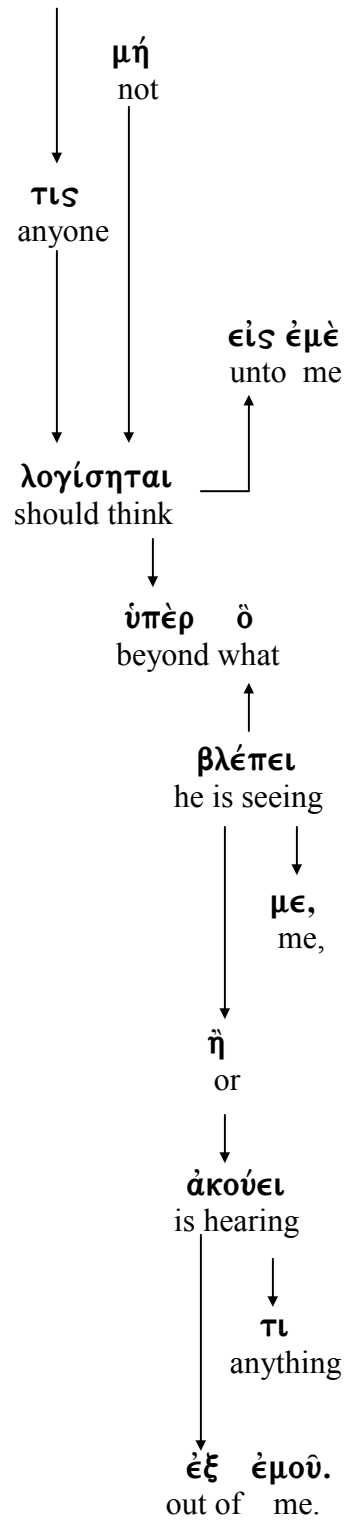 μή
not
τις
anyone
εἰς ἐμὲ
unto me
λογίσηται
should think
ὑπὲρ ὃ
beyond what
βλέπει
he is seeing
με,
me,
ἢ
or
ἀκούει
is hearing
τι
anything
ἐξ ἐμοῦ.
out of me.